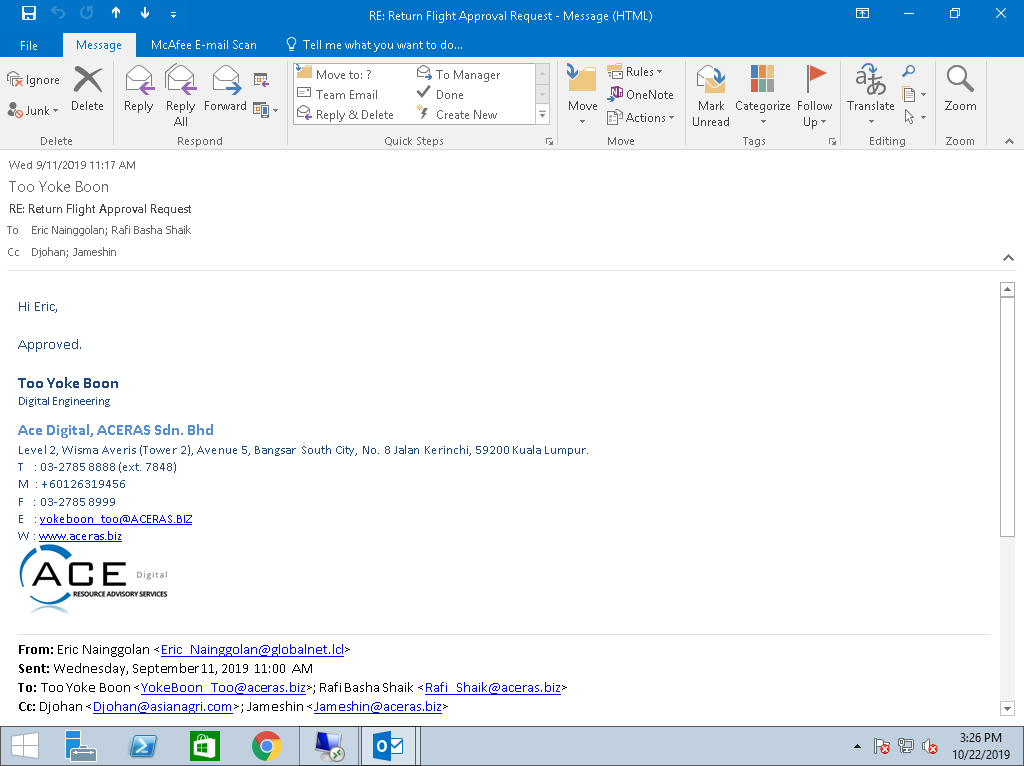 RE: Return Flight Approval Request - Message (HTML)
File
Message
McAfee E-mail Scan
Tell me what you want to do...
Ignore
Junk
Delete
Reply
Reply All
Forward
Move to: ?
To Manager
Team Email
Done
Reply & Delete
Create New
Move
Rules
OneNote
Actions
Mark Unread
Categorize
Follow Up
Translate
Zoom
Delete
Respond
Quick Steps
Move
Tags
Editing
Zoom
Wed 9/11/2019 11:17 AM
Too Yoke Boon
RE: Return Flight Approval Request
To Eric Nainggolan; Rafi Basha Shaik
Cc Djohan; Jameshin
Hi Eric,
Approved.
Too Yoke Boon
Digital Engineering
Ace Digital, ACERAS Sdn. Bhd
Level 2, Wisma Averis (Tower 2), Avenue 5, Bangsar South City, No. 8 Jalan Kerinchi, 59200 Kuala Lumpur.
T : 03-2785 8888 (ext. 7848)
M : +60126319456
F : 03-2785 8999
E : yokeboon_too@ACERAS.BIZ
W : www.aceras.biz
ACE Digital
RESOURCE ADVISORY SERVICES
From: Eric Nainggolan <Eric_Nainggolan@globalnet.lcl>
Sent: Wednesday, September 11, 2019 11:00 AM
To: Too Yoke Boon <YokeBoon_Too@aceras.biz>; Rafi Basha Shaik <Rafi_Shaik@aceras.biz>
Cc: Djohan <Djohan@asianagri.com>; Jameshin <Jameshin@aceras.biz>
3:26 PM
10/22/2019